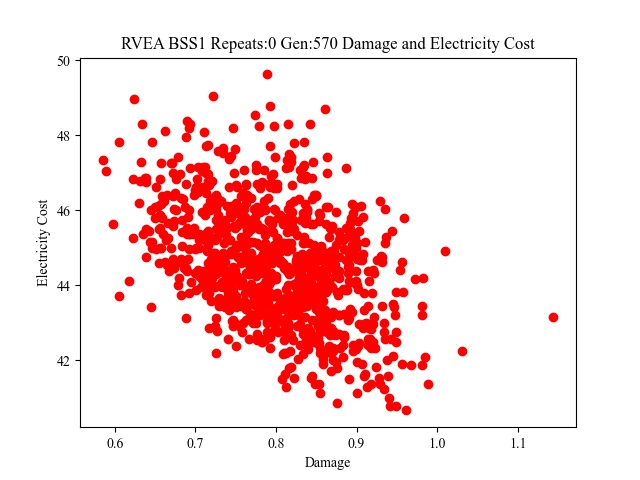 RVEA BSS1 Repeats:0 Gen:570 Damage and Electricity Cost
50
48
46
44
42
Electricity Cost
0.6 0.7 0.8 0.9 1.0 1.1
Damage